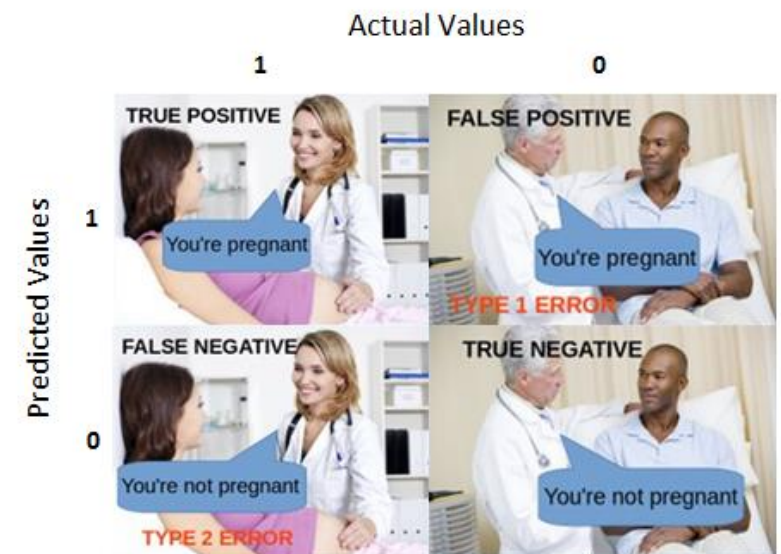 Actual Values
1
0
Predicted Values
1
TRUE POSITIVE
You're pregnant
FALSE POSITIVE
You're pregnant
TYPE 1 ERROR
0
FALSE NEGATIVE
You're not pregnant
TYPE 2 ERROR
TRUE NEGATIVE
You're not pregnant